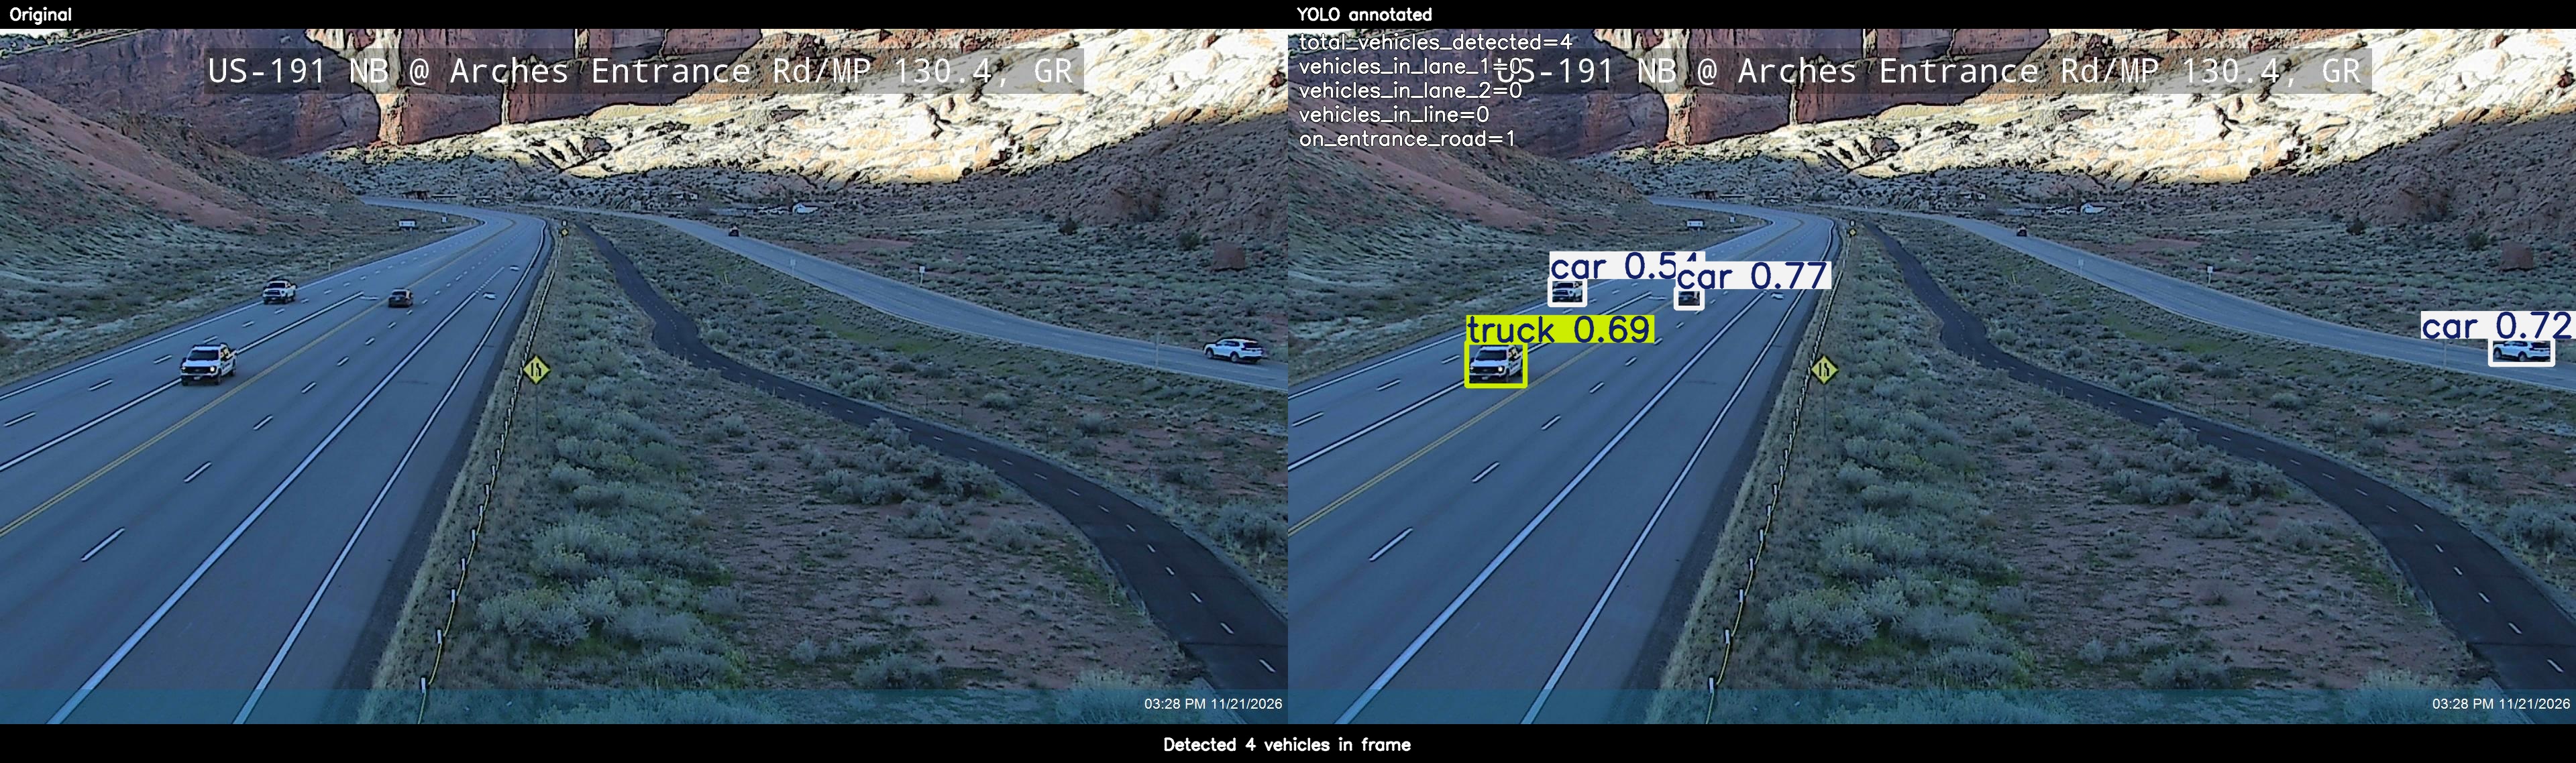 Original
YOLO annotated
US-191 NB @ Arches Entrance Rd/MP 130.4, GR
total_vehicles_detected=4
vehicles_in_lane_1=0
US-191 NB @ Arches Entrance Rd/MP 130.4, GR
vehicles_in_lane_2=0
vehicles_in_line=0
on_entrance_road=1
car 0.54
car 0.77
truck 0.69
car 0.72
03:28 PM 11/21/2026
03:28 PM 11/21/2026
Detected 4 vehicles in frame